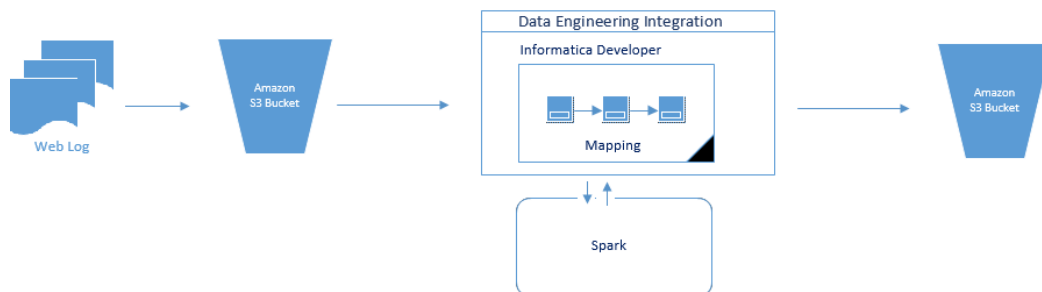 Web Log
Amazon
S3 Bucket
Data Engineering Integration
Informatica Developer
Mapping
Spark
Amazon
S3 Bucket